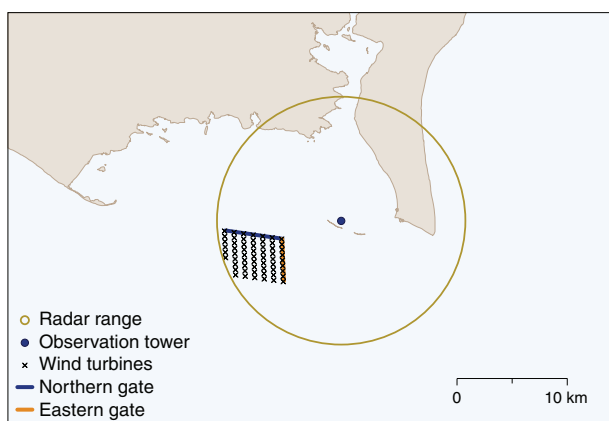 Radar range
Observation tower
Wind turbines
Northern gate
Eastern gate
0 10 km